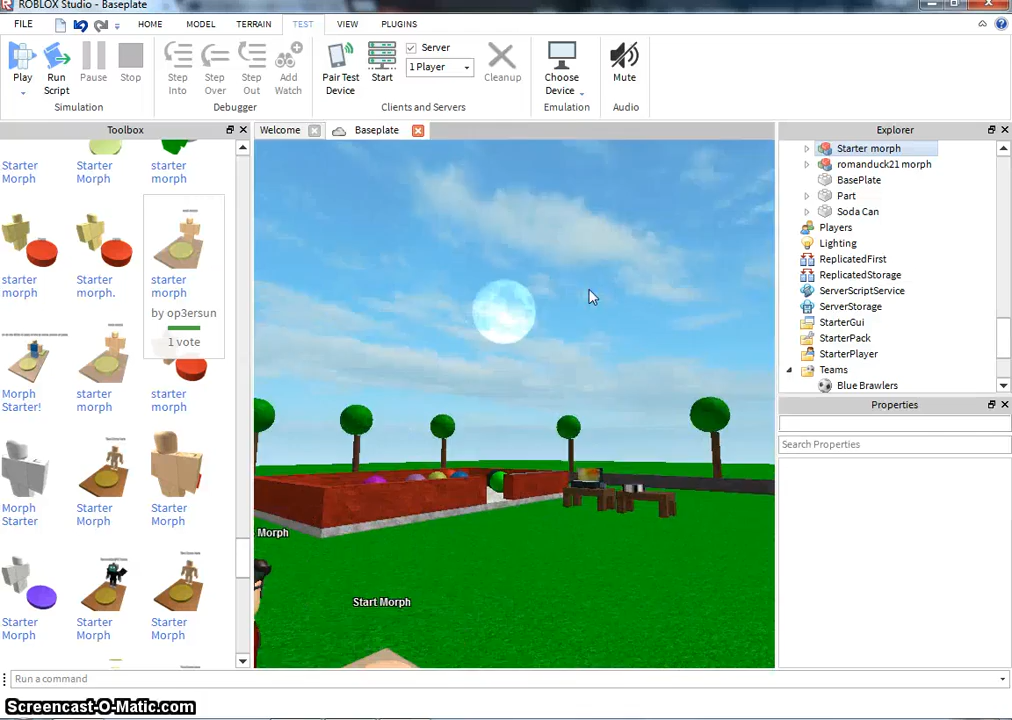 ROBLOX Studio - Baseplate
FILE HOME MODEL TERRAIN TEST VIEW PLUGINS
Play
Run Script
Pause
Stop
Simulation
Step Into
Step Over
Step Out
Add Watch
Debugger
Pair Test Device
Start
Server
1 Player
Cleanup
Clients and Servers
Choose Device
Emulation
Mute
Audio
Toolbox
Starter Morph
Starter Morph
starter morph
starter morph
Starter morph.
starter morph
by op3ersun
1 vote
Morph Starter!
starter morph
starter morph
Morph Starter
Starter Morph
Starter Morph
Starter Morph
Starter Morph
Starter Morph
Welcome
Baseplate
Morph
Start Morph
Explorer
Starter morph
romanduck21 morph
BasePlate
Part
Soda Can
Players
Lighting
ReplicatedFirst
ReplicatedStorage
ServerScriptService
ServerStorage
StarterGui
StarterPack
StarterPlayer
Teams
Blue Brawlers
Properties
Search Properties
Run a command
Screencast-O-Matic.com